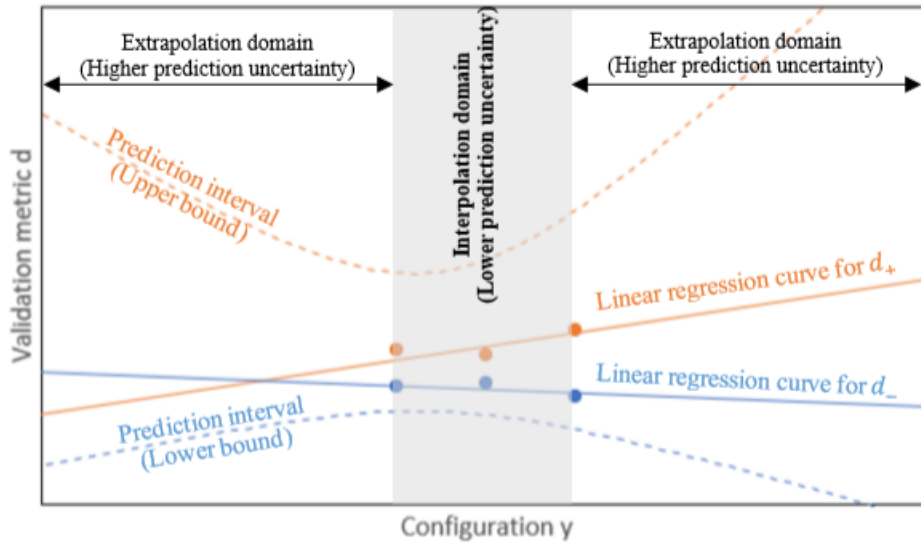 Extrapolation domain
(Higher prediction uncertainty)
Interpolation domain
(Lower prediction uncertainty)
Extrapolation domain
(Higher prediction uncertainty)
Prediction interval
(Upper bound)
Linear regression curve for d₊
Linear regression curve for d₋
Prediction interval
(Lower bound)
Validation metric d
Configuration y